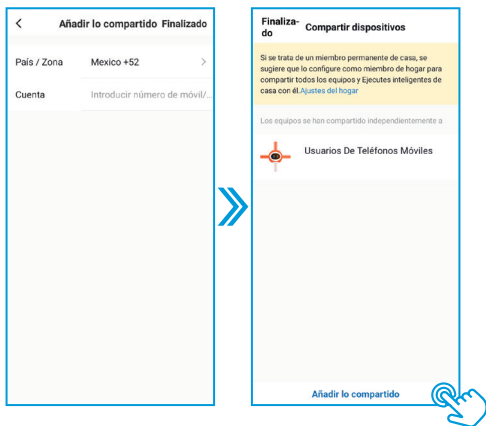 Añadir lo compartido Finalizado
País / Zona Mexico +52
Cuenta Introducir número de móvil/...
Finaliza-
do
Compartir dispositivos
Si se trata de un miembro permanente de casa, se
sugiere que lo configure como miembro de hogar para
compartir todos los equipos y Ejecutes inteligentes de
casa con él.Ajustes del hogar
Los equipos se han compartido independientemente a
Usuarios De Teléfonos Móviles
Añadir lo compartido